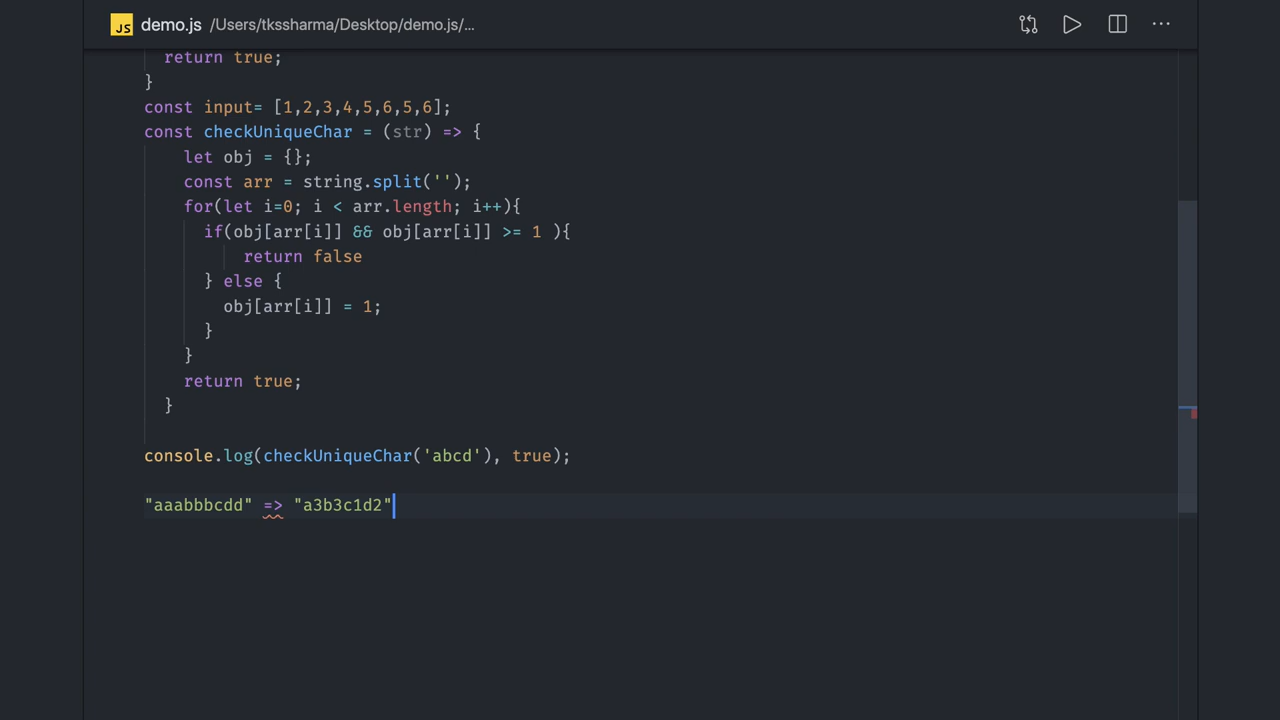 JS demo.js /Users/tkssharma/Desktop/demo.js/...
return true;
}
const input= [1,2,3,4,5,6,5,6];
const checkUniqueChar = (str) => {
let obj = {};
const arr = string.split('');
for(let i=0; i < arr.length; i++){
if(obj[arr[i]] && obj[arr[i]] >= 1 ){
return false
} else {
obj[arr[i]] = 1;
}
}
return true;
}
console.log(checkUniqueChar('abcd'), true);
"aaabbbcdd" => "a3b3c1d2"